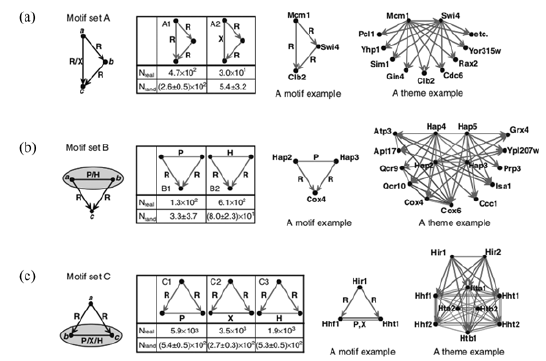 (a)
Motif set A
a
R/X
R
b
R
c
A1
R
R
R
A2
X
R
R
Nreal
4.7×10²
3.0×10¹
Nrand
(2.6±0.5)×10²
5.4±3.2
Mcm1
R
R
Swi4
R
Clb2
A motif example
Mcm1
Swi4
Pcl1
etc.
Yhp1
Yor315w
Sim1
Rax2
Gin4
Cdc6
Clb2
A theme example
(b)
Motif set B
P/H
a
b
R
R
c
P
R
R
B1
H
R
R
B2
Nreal
1.3×10²
6.1×10²
Nrand
3.3±3.7
(8.0±2.3)×10¹
Hap2
P
Hap3
R
R
Cox4
A motif example
Atp3
Hap4
Hap5
Grx4
Apl17
Ypl207w
Hap2
Hap3
Qcr9
Prp3
Qcr10
Isa1
Cox4
Ccc1
Cox6
A theme example
(c)
Motif set C
a
R
R
b
P/X/H
c
C1
R
R
P
C2
R
R
X
C3
R
R
H
Nreal
5.9×10³
3.5×10³
1.9×10³
Nrand
(5.4±0.5)×10²
(2.7±0.3)×10²
(5.3±0.5)×10²
Hir1
R
R
Hhf1
P,X
Hht1
A motif example
Hir1
Hir2
Hta1
Hhf1
Hht1
Hta2
Hhf2
Hht2
Htb1
A theme example